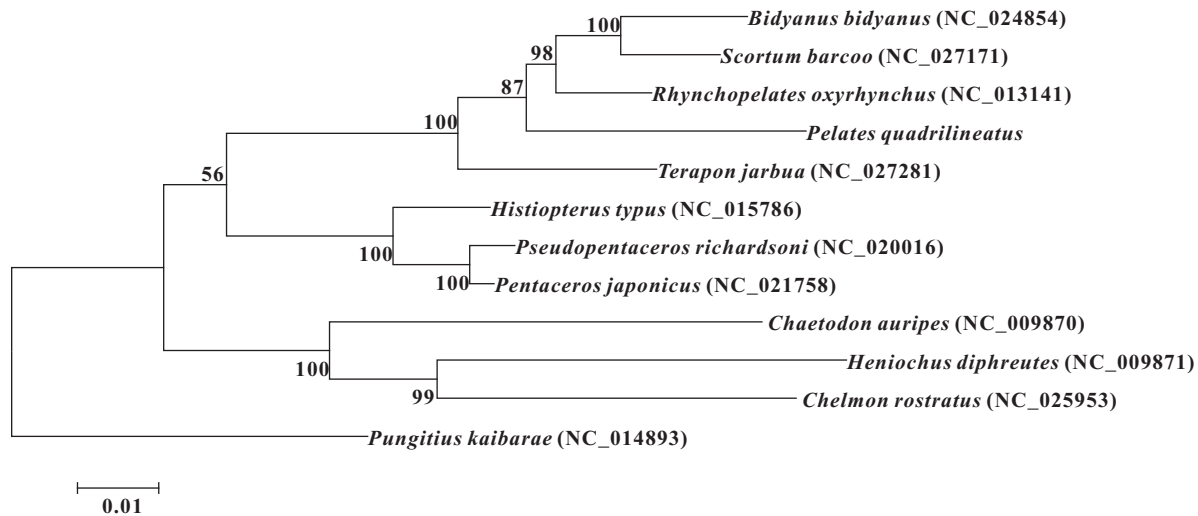 Bidyanus bidyanus (NC_024854)
100
Scortum barcoo (NC_027171)
98
Rhynchopelates oxyrhynchus (NC_013141)
87
100
Pelates quadrilineatus
56
Terapon jarbua (NC_027281)
Histiopterus typus (NC_015786)
100
Pseudopentaceros richardsoni (NC_020016)
100
Pentaceros japonicus (NC_021758)
Chaetodon auripes (NC_009870)
100
Heniochus diphreutes (NC_009871)
99
Chelmon rostratus (NC_025953)
Pungitius kaibarae (NC_014893)
0.01